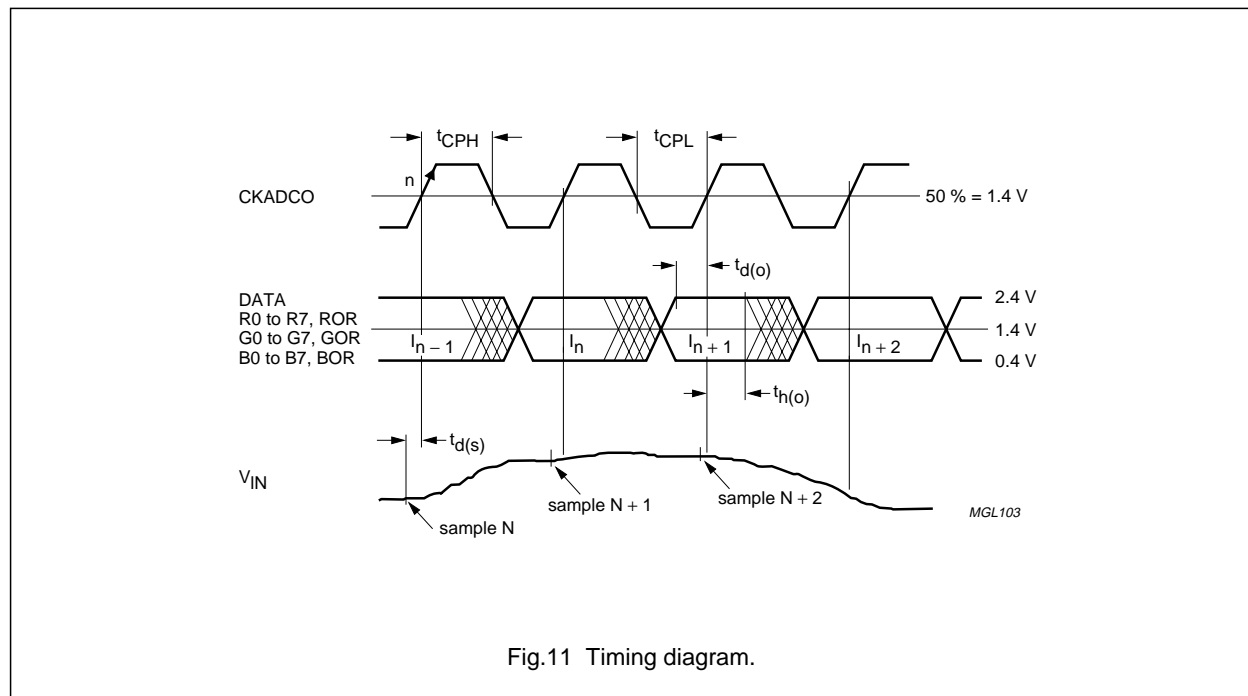 tCPH
tCPL
n
CKADCO
50 % = 1.4 V
td(o)
DATA
R0 to R7, ROR
G0 to G7, GOR
B0 to B7, BOR
In − 1
In
In + 1
In + 2
2.4 V
1.4 V
0.4 V
th(o)
td(s)
VIN
sample N
sample N + 1
sample N + 2
MGL103
Fig.11 Timing diagram.